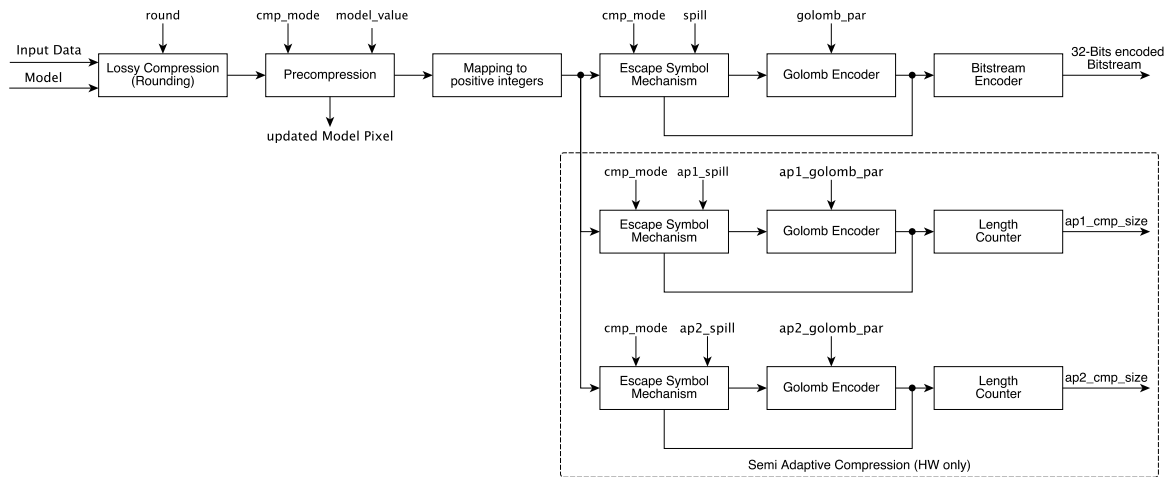 round
cmp_mode
model_value
cmp_mode
spill
golomb_par
Input Data
Model
Lossy Compression
(Rounding)
Precompression
Mapping to
positive integers
Escape Symbol
Mechanism
Golomb Encoder
Bitstream
Encoder
32-Bits encoded
Bitstream
updated Model Pixel
cmp_mode
ap1_spill
ap1_golomb_par
Escape Symbol
Mechanism
Golomb Encoder
Length
Counter
ap1_cmp_size
cmp_mode
ap2_spill
ap2_golomb_par
Escape Symbol
Mechanism
Golomb Encoder
Length
Counter
ap2_cmp_size
Semi Adaptive Compression (HW only)